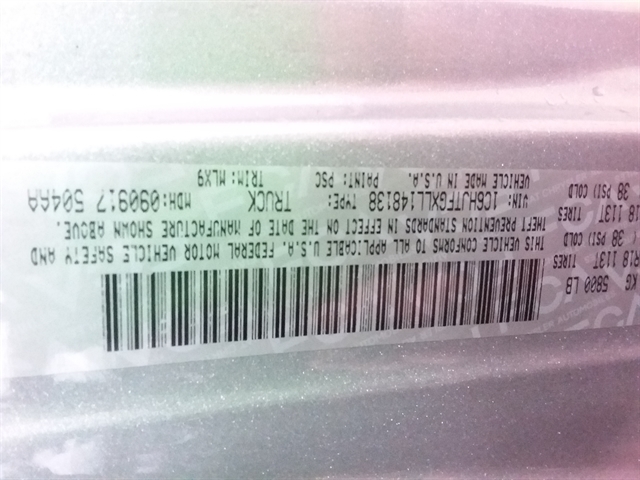 KG 5800 LB
R18 113T TIRES
( 38 PSI) COLD
18 113T TIRES
38 PSI) COLD
THIS VEHICLE CONFORMS TO ALL APPLICABLE U.S.A. FEDERAL MOTOR VEHICLE SAFETY AND
THEFT PREVENTION STANDARDS IN EFFECT ON THE DATE OF MANUFACTURE SHOWN ABOVE.
VIN: 1C6HJTFGXLL148138 TYPE: TRUCK MDH: 090917 504AA
VEHICLE MADE IN U.S.A. PAINT: PSC TRIM: MLX9